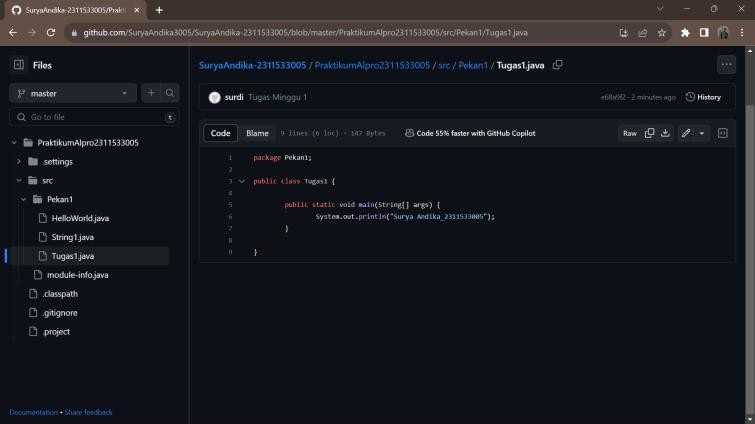 SuryaAndika-2311533005/Prakti
github.com/SuryaAndika3005/SuryaAndika-2311533005/blob/master/PraktikumAlpro2311533005/src/Pekan1/Tugas1.java
Files
master
Go to file
t
PraktikumAlpro2311533005
.settings
src
Pekan1
HelloWorld.java
String1.java
Tugas1.java
module-info.java
.classpath
.gitignore
.project
Documentation • Share feedback
SuryaAndika-2311533005 / PraktikumAlpro2311533005 / src / Pekan1 / Tugas1.java
surdi Tugas Minggu 1
e68a9f2 · 2 minutes ago
History
Code Blame 9 lines (6 loc) · 147 Bytes
Code 55% faster with GitHub Copilot
Raw
1 package Pekan1;
2
3 public class Tugas1 {
4
5 public static void main(String[] args) {
6 System.out.println("Surya Andika_2311533005");
7 }
8
9 }